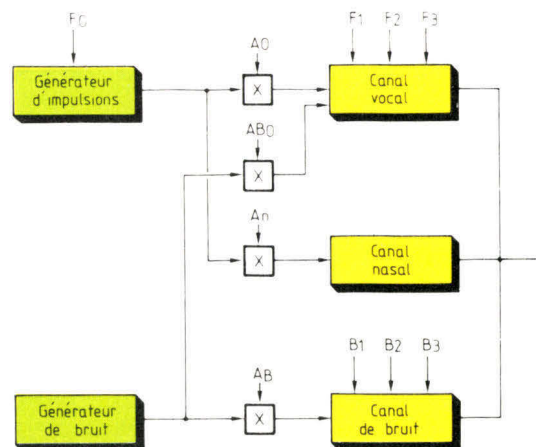 F0
A0
F1 F2 F3
Générateur
d'impulsions
X
Canal
vocal
AB0
X
An
X
Canal
nasal
B1 B2 B3
AB
Générateur
de bruit
X
Canal
de bruit